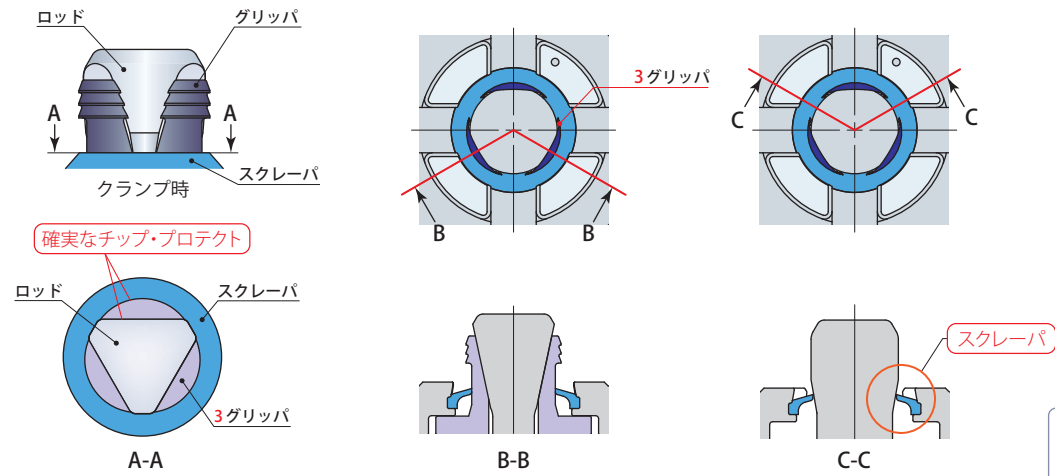 ロッド
グリッパ
A
A
スクレーパ
クランプ時
確実なチップ・プロテクト
ロッド
スクレーパ
3グリッパ
A-A
3グリッパ
B
B
B-B
C
C
スクレーパ
C-C